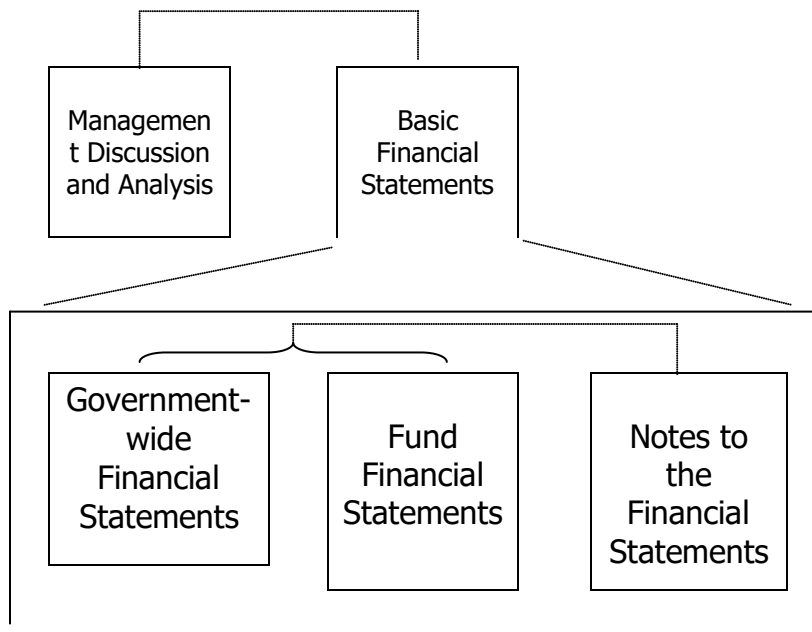 Managemen
t Discussion
and Analysis
Basic
Financial
Statements
Government-
wide
Financial
Statements
Fund
Financial
Statements
Notes to
the
Financial
Statements